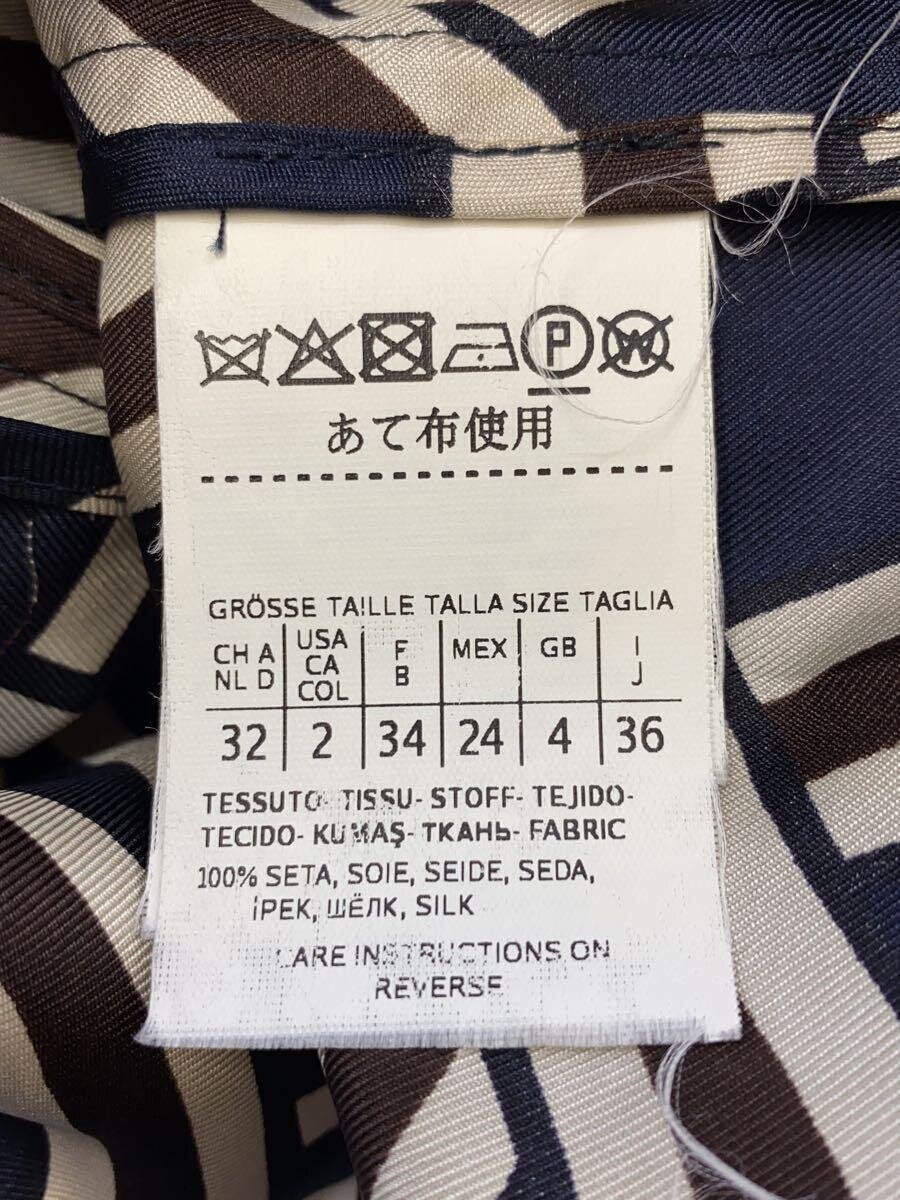 P W
あて布使用
GRÖSSE TAILLE TALLA SIZE TAGLIA
CH A NL D USA CA COL F B MEX GB I J
32 2 34 24 4 36
TESSUTO- TISSU- STOFF- TEJIDO-
TECIDO- KUMAŞ- ТКАНЬ- FABRIC
100% SETA, SOIE, SEIDE, SEDA,
İPEK, ШЁЛК, SILK
CARE INSTRUCTIONS ON
REVERSE